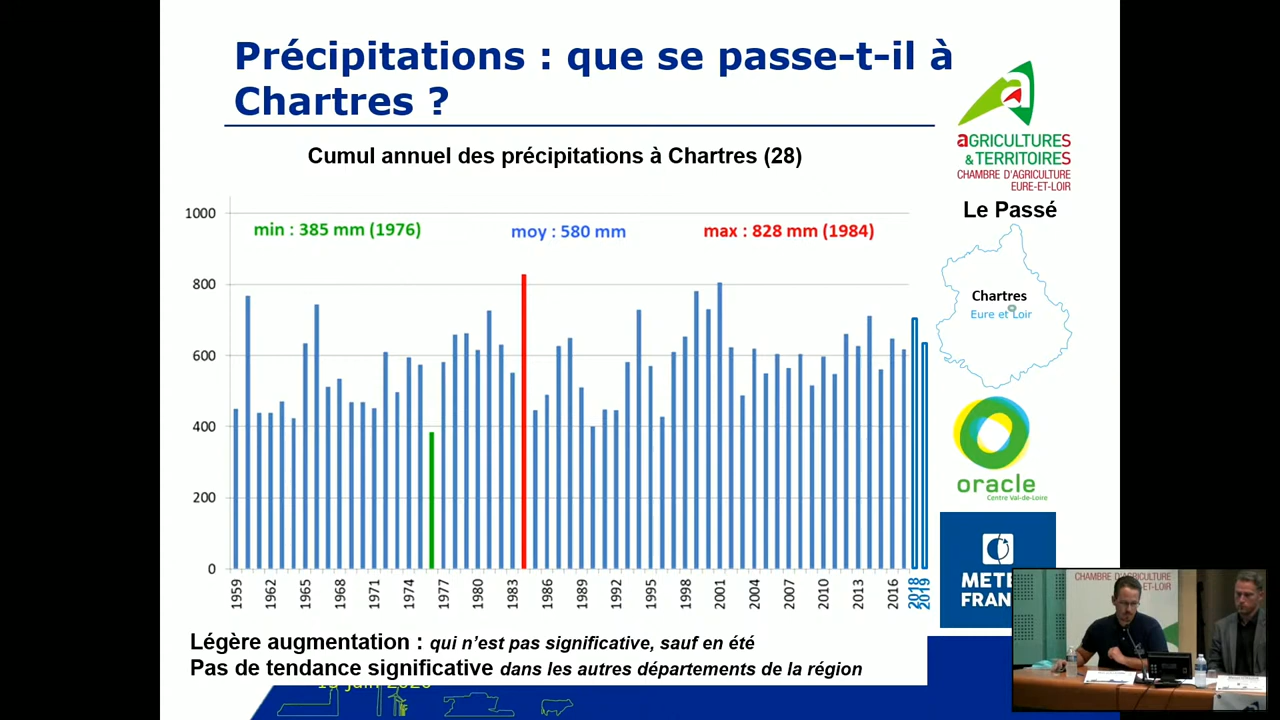 Précipitations : que se passe-t-il à
Chartres ?
Cumul annuel des précipitations à Chartres (28)
aGRICULTURES
& TERRITOIRES
CHAMBRE D'AGRICULTURE
EURE-ET-LOIR
Le Passé
1000
800
600
400
200
0
min : 385 mm (1976)
moy : 580 mm
max : 828 mm (1984)
Chartres
Eure et Loir
oracle
Centre Val-de-Loire
1959
1962
1965
1968
1971
1974
1977
1980
1983
1986
1989
1992
1995
1998
2001
2004
2007
2010
2013
2016
2018
2019
METE
FRAN
CHAMBRE D'AGRICULTURE
E-ET-LOIR
Légère augmentation : qui n'est pas significative, sauf en été
Pas de tendance significative dans les autres départements de la région